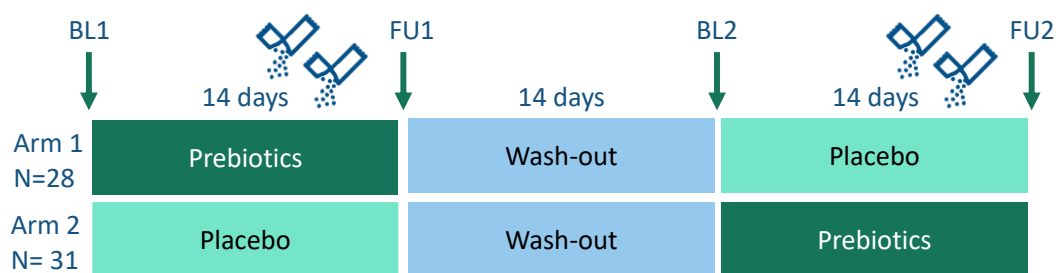 BL1
FU1
BL2
FU2
14 days
14 days
14 days
Arm 1
N=28
Prebiotics
Wash-out
Placebo
Arm 2
N= 31
Placebo
Wash-out
Prebiotics